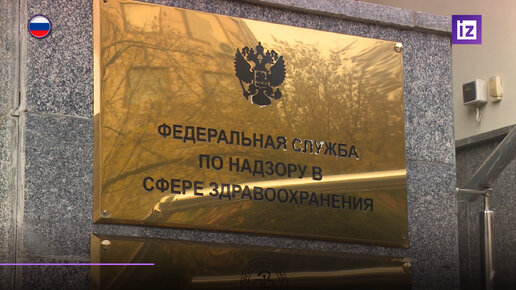 iz
ФЕДЕРАЛЬНАЯ СЛУЖБА
ПО НАДЗОРУ В
СФЕРЕ ЗДРАВООХРАНЕНИЯ